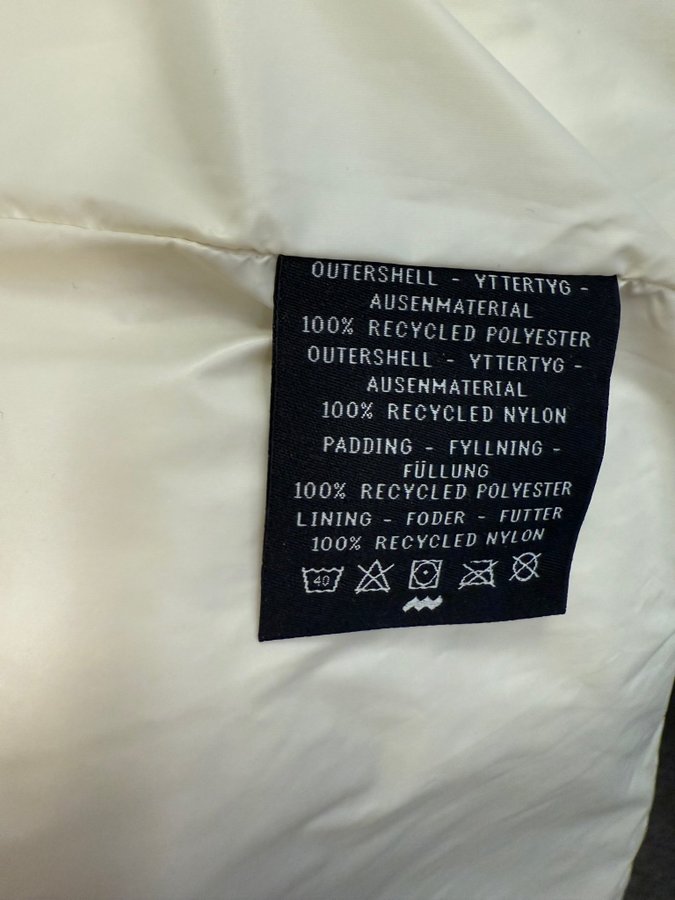 OUTERSHELL - YTTERTYG -
AUSENMATERIAL
100% RECYCLED POLYESTER
OUTERSHELL - YTTERTYG -
AUSENMATERIAL
100% RECYCLED NYLON
PADDING - FYLLNING -
FÜLLUNG
100% RECYCLED POLYESTER
LINING - FODER - FUTTER
100% RECYCLED NYLON
40